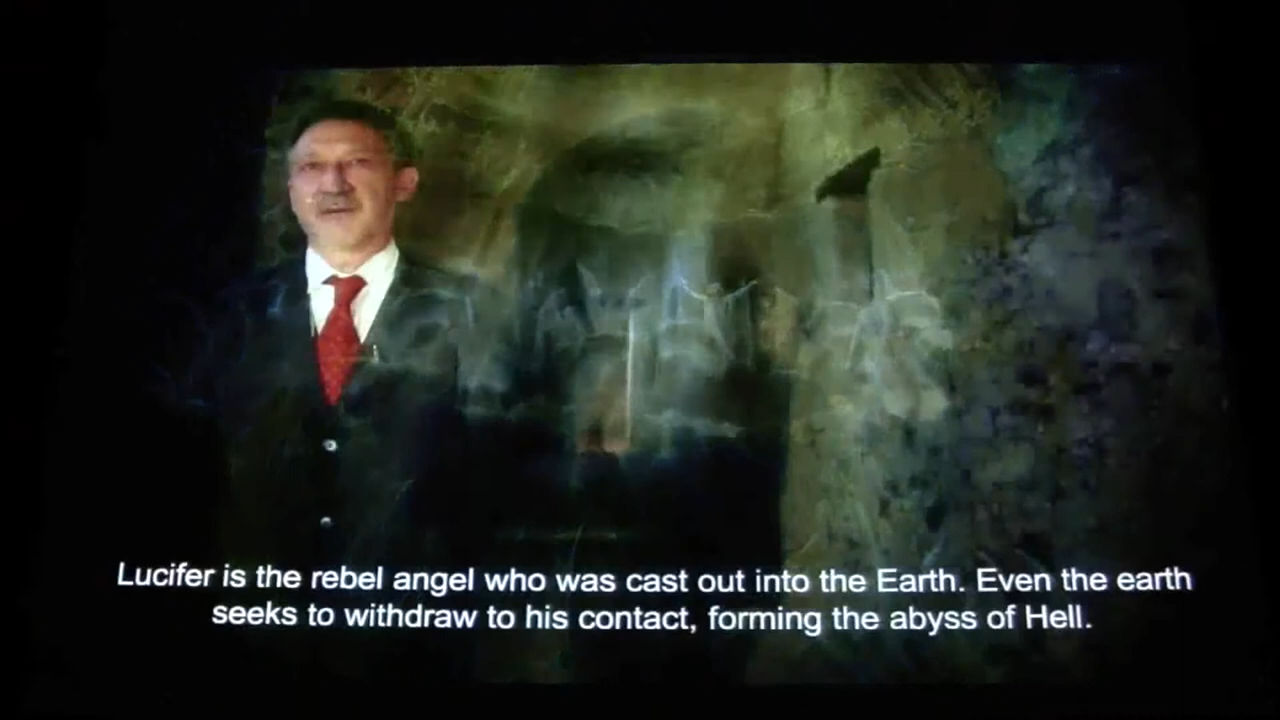 Lucifer is the rebel angel who was cast out into the Earth. Even the earth
seeks to withdraw to his contact, forming the abyss of Hell.